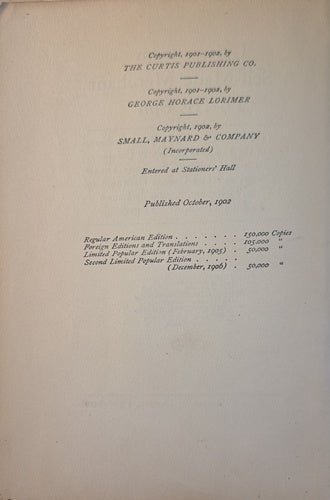 Copyright, 1901-1902, by
THE CURTIS PUBLISHING CO.
Copyright, 1901-1902, by
GEORGE HORACE LORIMER
Copyright, 1902, by
SMALL, MAYNARD & COMPANY
(Incorporated)
Entered at Stationers' Hall
Published October, 1902
Regular American Edition . . . . . . . 150,000 Copies
Foreign Editions and Translations . . . . 105,000 "
Limited Popular Edition (February, 1905) . 50,000 "
Second Limited Popular Edition . . . . .
(December, 1906) . 50,000 "